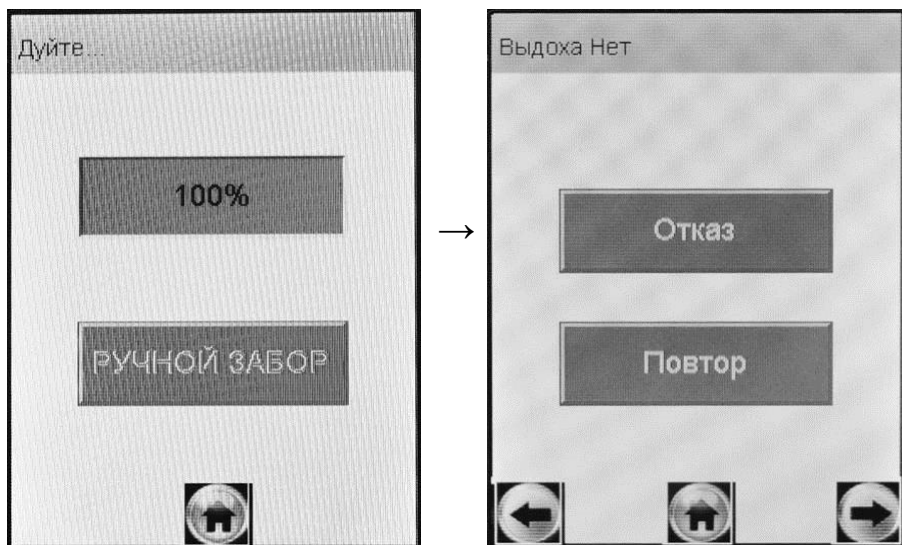 Дуйте...
100%
РУЧНОЙ ЗАБОР
→
Выдоха Нет
Отказ
Повтор